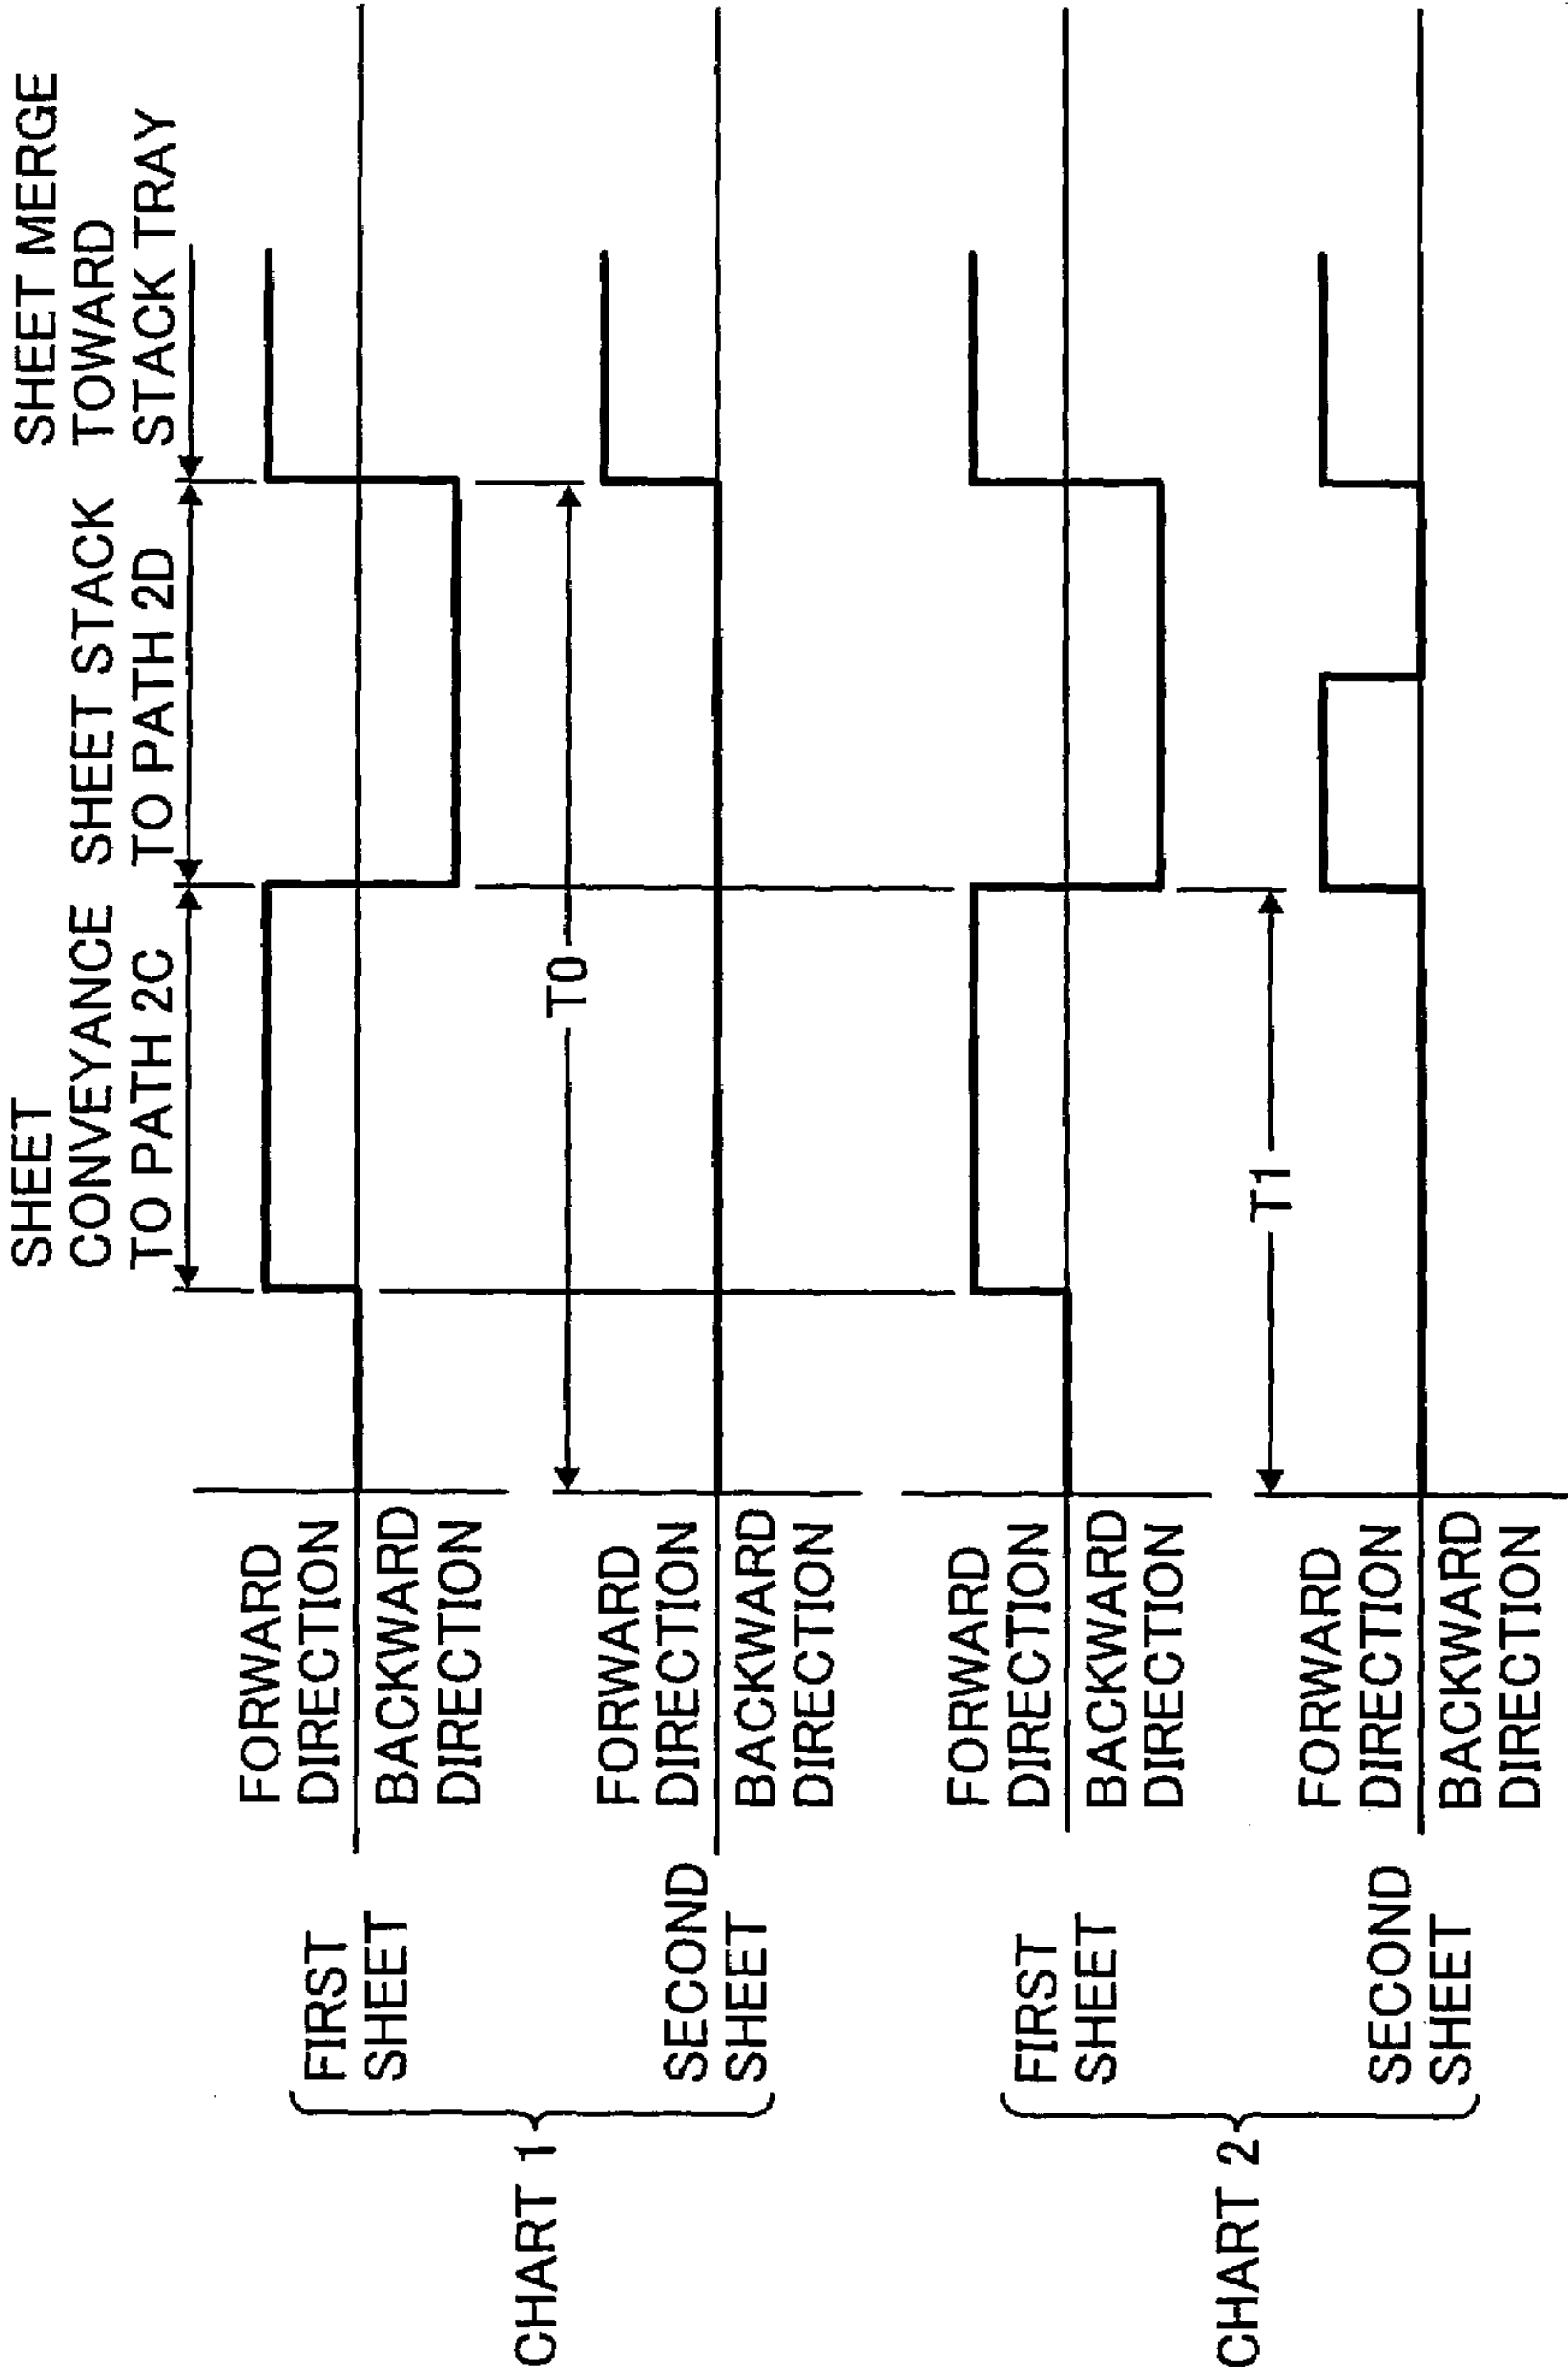 SHEET
CONVEYANCE
TO PATH 2C
SHEET STACK
TO PATH 2D
SHEET MERGE
TOWARD
STACK TRAY
CHART 1
FIRST
SHEET
FORWARD
DIRECTION
BACKWARD
DIRECTION
T0
SECOND
SHEET
FORWARD
DIRECTION
BACKWARD
DIRECTION
CHART 2
FIRST
SHEET
FORWARD
DIRECTION
BACKWARD
DIRECTION
T1
SECOND
SHEET
FORWARD
DIRECTION
BACKWARD
DIRECTION